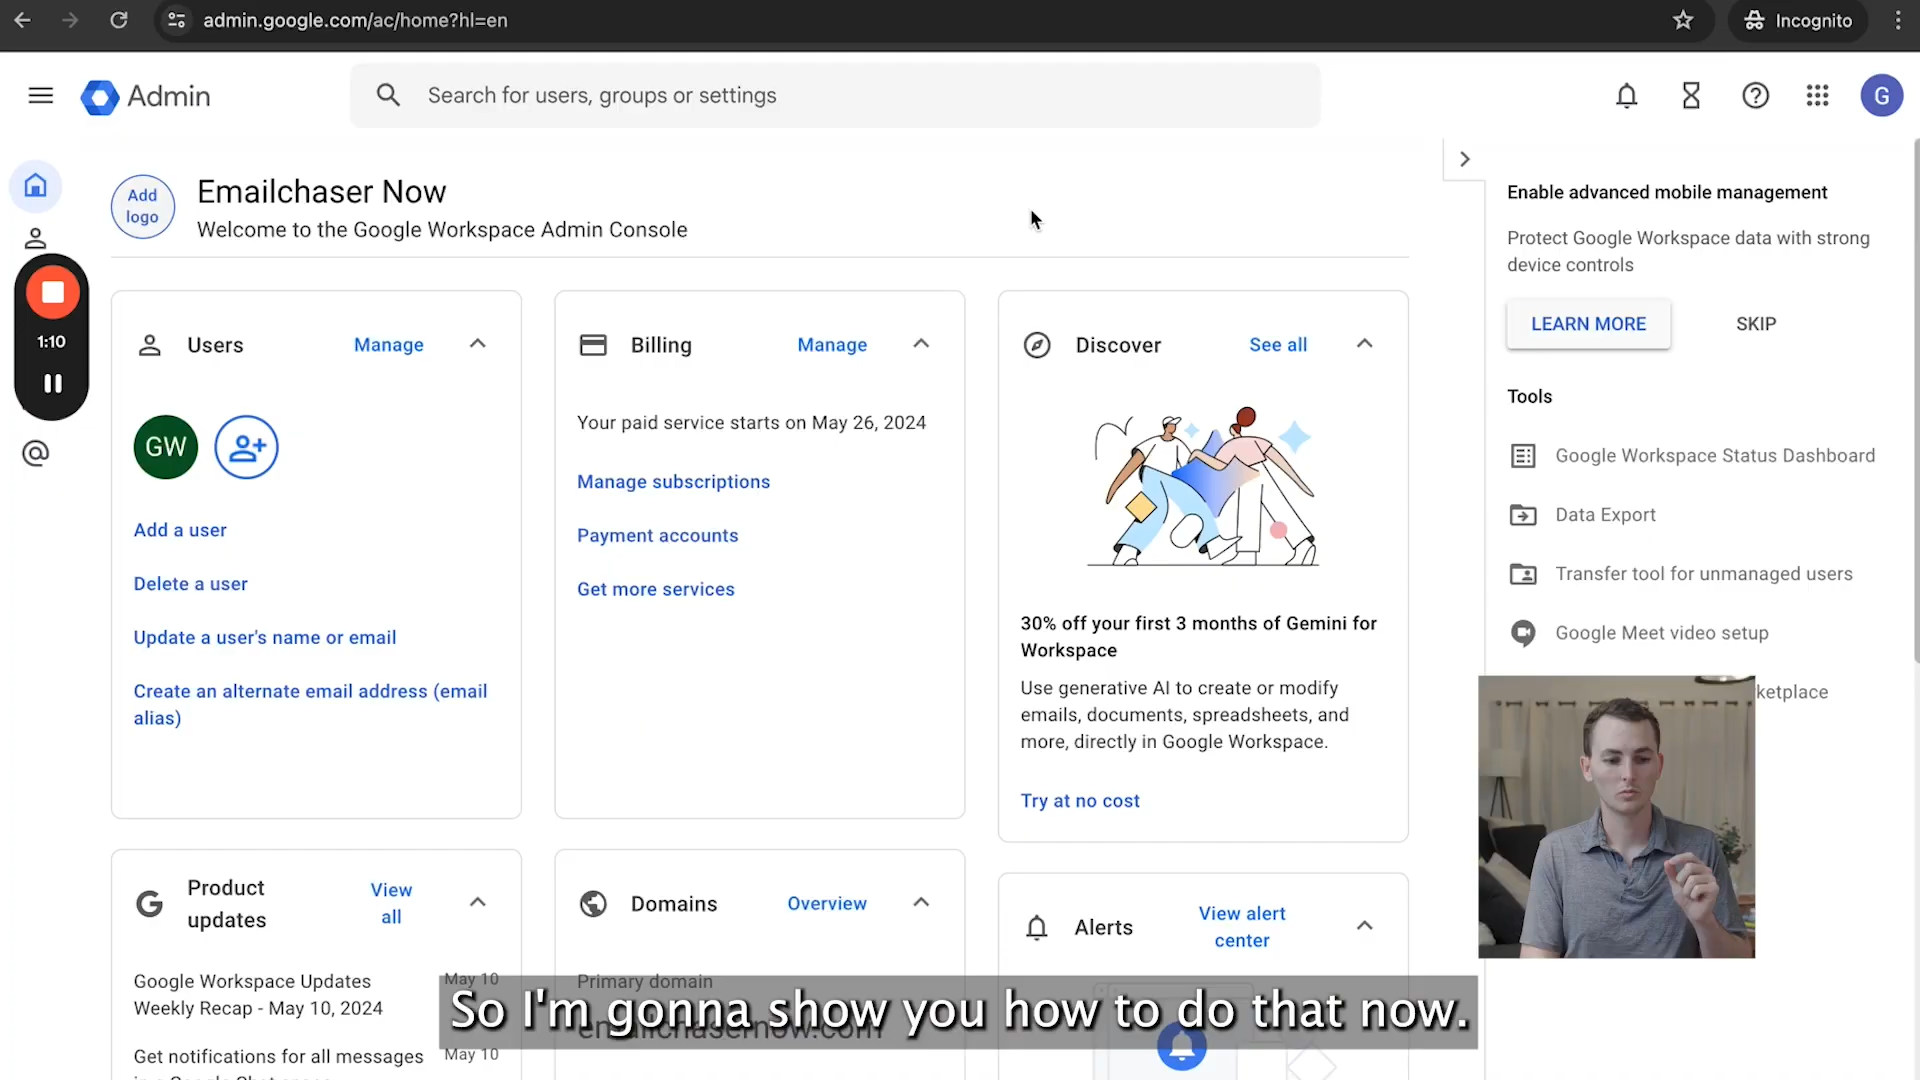 admin.google.com/ac/home?hl=en
Incognito
Admin
Search for users, groups or settings
G
Add
logo
Emailchaser Now
Welcome to the Google Workspace Admin Console
1:10
Users
Manage
GW
Add a user
Delete a user
Update a user's name or email
Create an alternate email address (email
alias)
Billing
Manage
Your paid service starts on May 26, 2024
Manage subscriptions
Payment accounts
Get more services
Discover
See all
30% off your first 3 months of Gemini for
Workspace
Use generative AI to create or modify
emails, documents, spreadsheets, and
more, directly in Google Workspace.
Try at no cost
Enable advanced mobile management
Protect Google Workspace data with strong
device controls
LEARN MORE
SKIP
Tools
Google Workspace Status Dashboard
Data Export
Transfer tool for unmanaged users
Google Meet video setup
ketplace
Product
updates
View
all
Google Workspace Updates
Weekly Recap - May 10, 2024
May 10
Get notifications for all messages
May 10
Domains
Overview
Primary domain
emailchasernow.com
Alerts
View alert
center
So I'm gonna show you how to do that now.